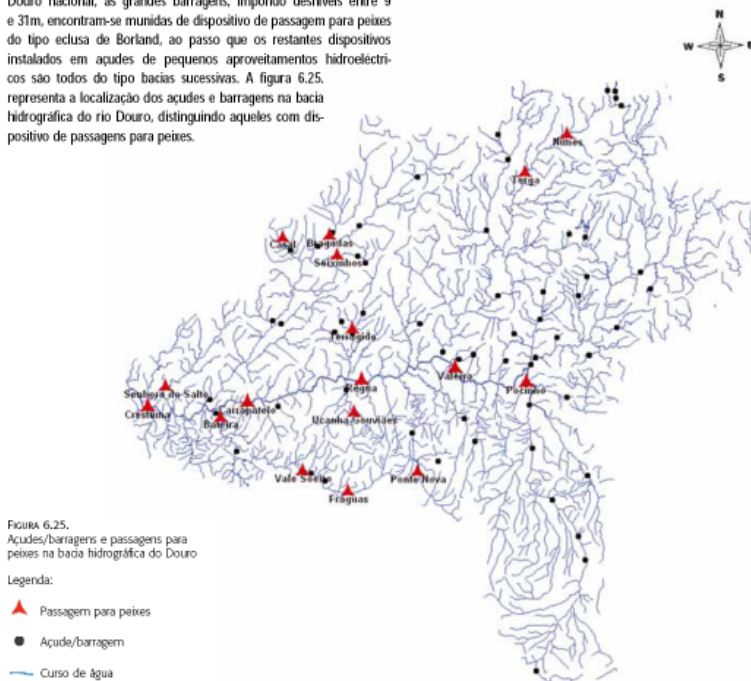 Douro nacional, as grandes barragens, impondo desníveis entre 9
e 31m, encontram-se munidas de dispositivo de passagem para peixes
do tipo eclusa de Borland, ao passo que os restantes dispositivos
instalados em açudes de pequenos aproveitamentos hidroeléctri-
cos são todos do tipo bacias sucessivas. A figura 6.25.
representa a localização dos açudes e barragens na bacia
hidrográfica do rio Douro, distinguindo aqueles com dis-
positivo de passagens para peixes.
N
W
S
Nunes
Torga
Casal
Bragadas
Seixinhos
Terragido
Senhora do Salto
Crestuma
Carrapatelo
Bateira
Régua
Ucanha Gouviães
Valeira
Pocinho
Vale Soeiro
Fráguas
Ponte Nova
FIGURA 6.25.
Açudes/barragens e passagens para
peixes na bacia hidrográfica do Douro
Legenda:
Passagem para peixes
Açude/barragem
Curso de água